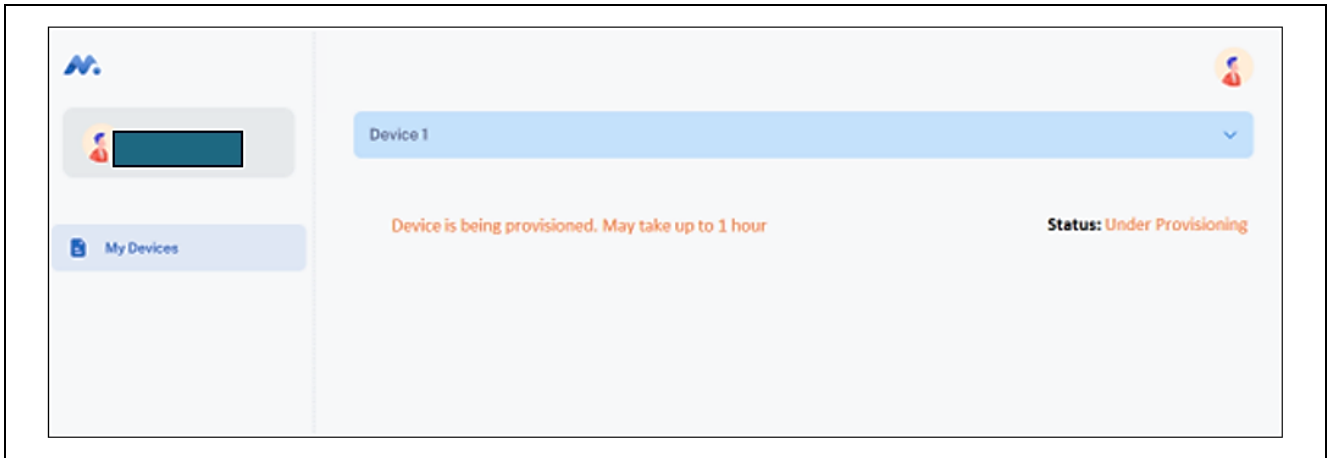 Device 1
Device is being provisioned. May take up to 1 hour
Status: Under Provisioning
My Devices